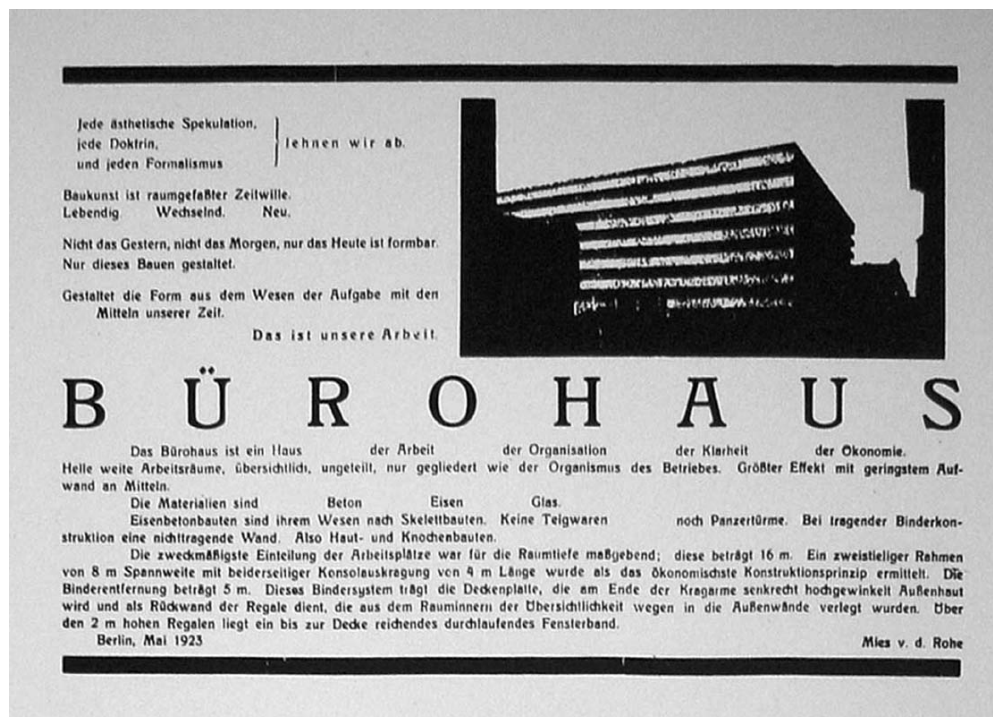 Jede ästhetische Spekulation,
jede Doktrin,
und jeden Formalismus
lehnen wir ab.
Baukunst ist raumgefaßter Zeitwille.
Lebendig. Wechselnd. Neu.
Nicht das Gestern, nicht das Morgen, nur das Heute ist formbar.
Nur dieses Bauen gestaltet.
Gestaltet die Form aus dem Wesen der Aufgabe mit den
Mitteln unserer Zeit.
Das ist unsere Arbeit.
BÜROHAUS
Das Bürohaus ist ein Haus der Arbeit der Organisation der Klarheit der Ökonomie.
Helle weite Arbeitsräume, übersichtlich, ungeteilt, nur gegliedert wie der Organismus des Betriebes. Größter Effekt mit geringstem Auf-
wand an Mitteln.
Die Materialien sind Beton Eisen Glas.
Eisenbetonbauten sind ihrem Wesen nach Skelettbauten. Keine Teigwaren noch Panzertürme. Bei tragender Binderkon-
struktion eine nichttragende Wand. Also Haut- und Knochenbauten.
Die zweckmäßigste Einteilung der Arbeitsplätze war für die Raumtiefe maßgebend; diese beträgt 16 m. Ein zweistieliger Rahmen
von 8 m Spannweite mit beiderseitiger Konsolauskragung von 4 m Länge wurde als das ökonomischste Konstruktionsprinzip ermittelt. Die
Binderentfernung beträgt 5 m. Dieses Bindersystem trägt die Deckenplatte, die am Ende der Kragarme senkrecht hochgewinkelt Außenhaut
wird und als Rückwand der Regale dient, die aus dem Rauminnern der Übersichtlichkeit wegen in die Außenwände verlegt wurden. Über
den 2 m hohen Regalen liegt ein bis zur Decke reichendes durchlaufendes Fensterband.
Berlin, Mai 1923
Mies v. d. Rohe